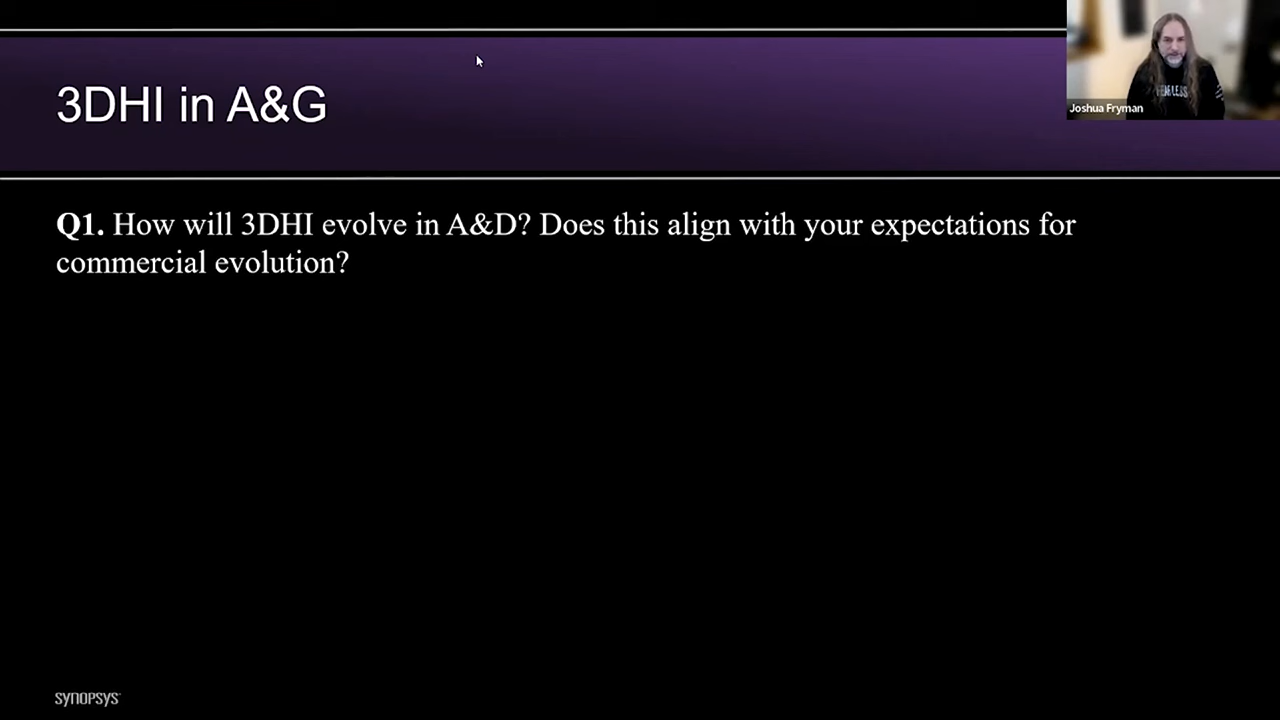 3DHI in A&G
Joshua Fryman
Q1. How will 3DHI evolve in A&D? Does this align with your expectations for
commercial evolution?
SYNOPSYS